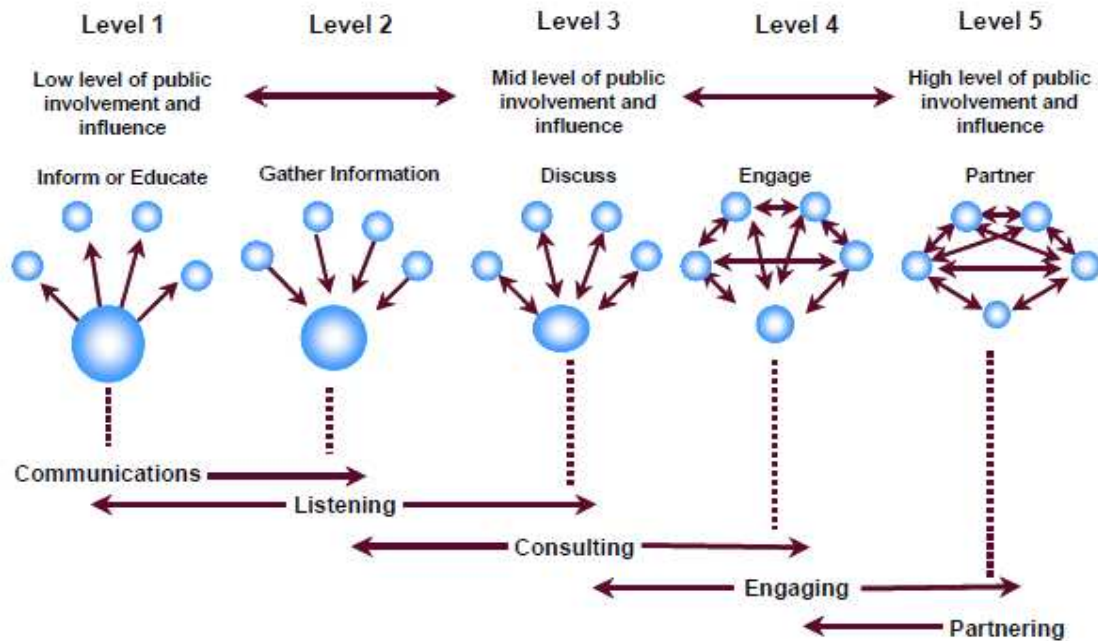 Level 1
Level 2
Level 3
Level 4
Level 5
Low level of public
involvement and
influence
Mid level of public
involvement and
influence
High level of public
involvement and
influence
Inform or Educate
Gather Information
Discuss
Engage
Partner
Communications
Listening
Consulting
Engaging
Partnering